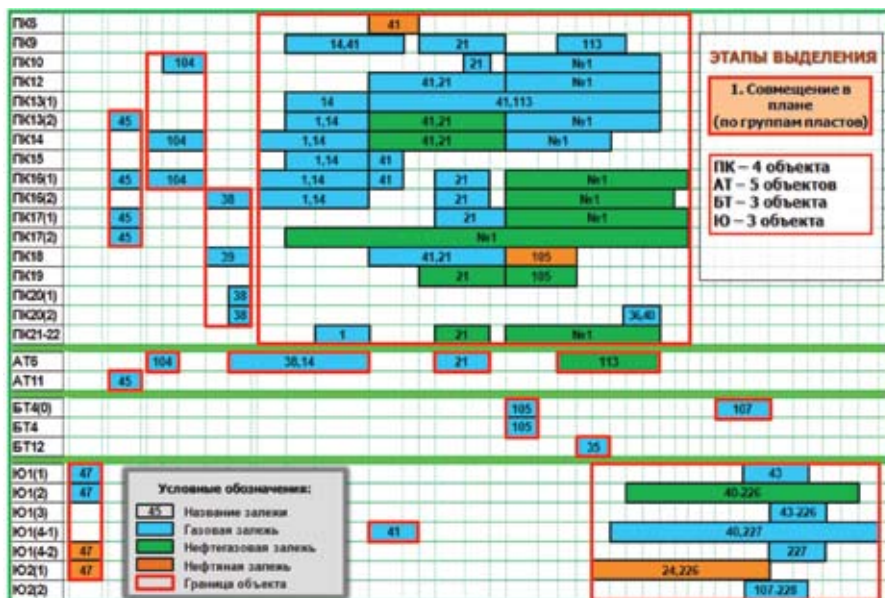 ПК8 41
ПК9 14,41 21 113
ПК10 104 21 №1
ПК12 41,21 №1
ПК13(1) 14 41,113
ПК13(2) 45 1,14 41,21 №1
ПК14 104 1,14 41,21 №1
ПК15 1,14 41
ПК16(1) 45 104 1,14 41 21 №1
ПК16(2) 38 1,14 21 №1
ПК17(1) 45 21 №1
ПК17(2) 45 №1
ПК18 39 41,21 105
ПК19 21 105
ПК20(1) 38
ПК20(2) 38 36,40
ПК21-22 1 21 №1
ЭТАПЫ ВЫДЕЛЕНИЯ
1. Совмещение в
плане
(по группам пластов)
ПК – 4 объекта
АТ – 5 объектов
БТ – 3 объекта
Ю – 3 объекта
АТ6 104 38,14 21 113
АТ11 45
БТ4(0) 105 107
БТ4 105
БТ12 35
Ю1(1) 47 43
Ю1(2) 47 40-226
Ю1(3) 43-226
Ю1(4-1) 41 40,227
Ю1(4-2) 47 227
Ю2(1) 47 24,226
Ю2(2) 107-228
Условные обозначения:
45 Название залежи
Газовая залежь
Нефтегазовая залежь
Нефтяная залежь
Граница объекта